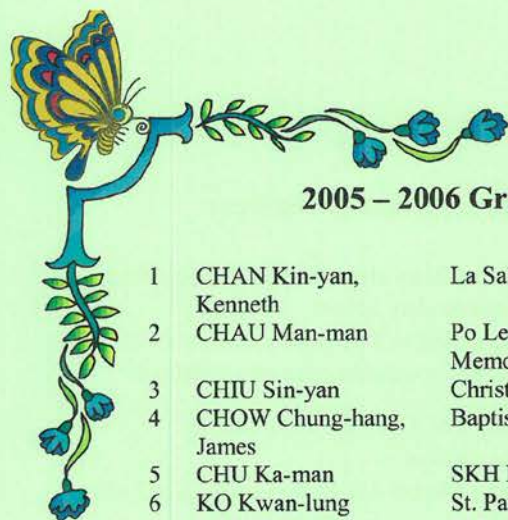 2005 – 2006 Gr
1 CHAN Kin-yan, La Sa
Kenneth
2 CHAU Man-man Po Le
Memo
3 CHIU Sin-yan Christ
4 CHOW Chung-hang, Baptis
James
5 CHU Ka-man SKH
6 KO Kwan-lung St. Pa